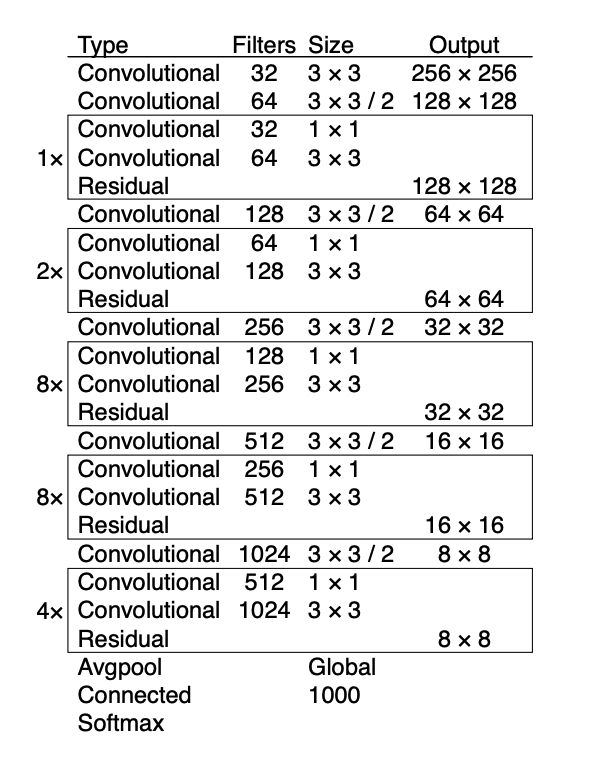 Type Filters Size Output
Convolutional 32 3 × 3 256 × 256
Convolutional 64 3 × 3 / 2 128 × 128
Convolutional 32 1 × 1
1× Convolutional 64 3 × 3
Residual 128 × 128
Convolutional 128 3 × 3 / 2 64 × 64
Convolutional 64 1 × 1
2× Convolutional 128 3 × 3
Residual 64 × 64
Convolutional 256 3 × 3 / 2 32 × 32
Convolutional 128 1 × 1
8× Convolutional 256 3 × 3
Residual 32 × 32
Convolutional 512 3 × 3 / 2 16 × 16
Convolutional 256 1 × 1
8× Convolutional 512 3 × 3
Residual 16 × 16
Convolutional 1024 3 × 3 / 2 8 × 8
Convolutional 512 1 × 1
4× Convolutional 1024 3 × 3
Residual 8 × 8
Avgpool Global
Connected 1000
Softmax